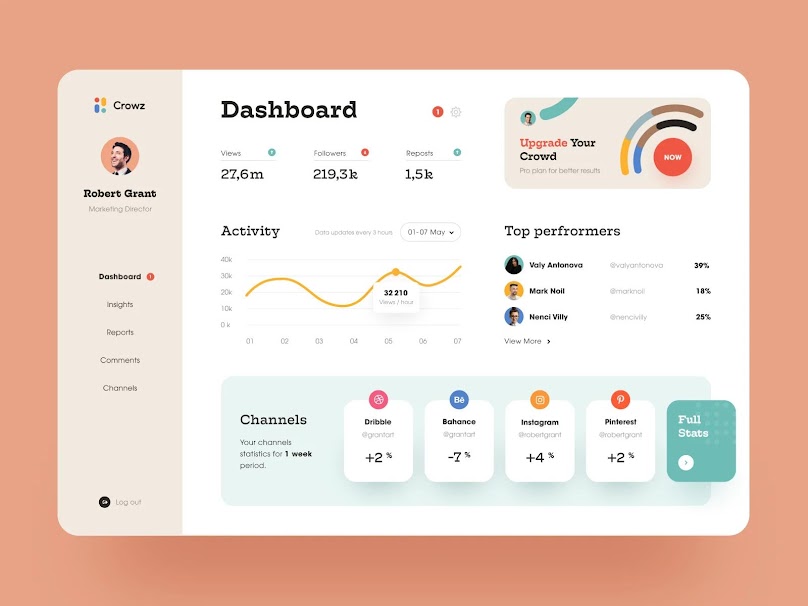 Crowz
Robert Grant
Marketing Director
Dashboard 1
Insights
Reports
Comments
Channels
Log out
Dashboard
1
Views
27,6m
Followers
219,3k
Reposts
1,5k
Upgrade Your
Crowd
Pro plan for better results
NOW
Activity
Data updates every 3 hours
01-07 May
40k
30k
20k
10k
0 k
32 210
Views / hour
01 02 03 04 05 06 07
Top perfromers
Valy Antonova @valyantonova 39%
Mark Noil @marknoil 18%
Nenci Villy @nencivilly 25%
View More
Channels
Your channels
statistics for 1 week
period.
Dribble
@grantart
+2 %
Bē
Bahance
@grantart
-7 %
Instagram
@robertgrant
+4 %
Pinterest
@robertgrant
+2 %
Full
Stats